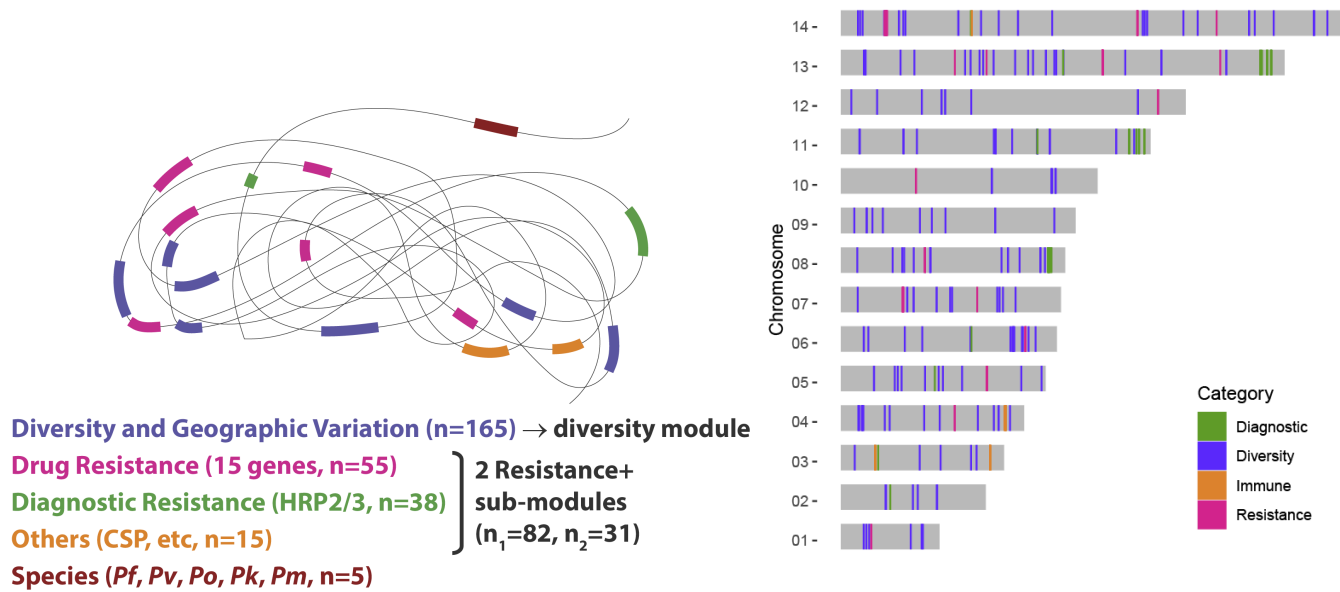 Diversity and Geographic Variation (n=165) → diversity module
Drug Resistance (15 genes, n=55)
Diagnostic Resistance (HRP2/3, n=38)
Others (CSP, etc, n=15)
Species (Pf, Pv, Po, Pk, Pm, n=5)
2 Resistance+
sub-modules
(n₁=82, n₂=31)
Chromosome
14
13
12
11
10
09
08
07
06
05
04
03
02
01
Category
Diagnostic
Diversity
Immune
Resistance